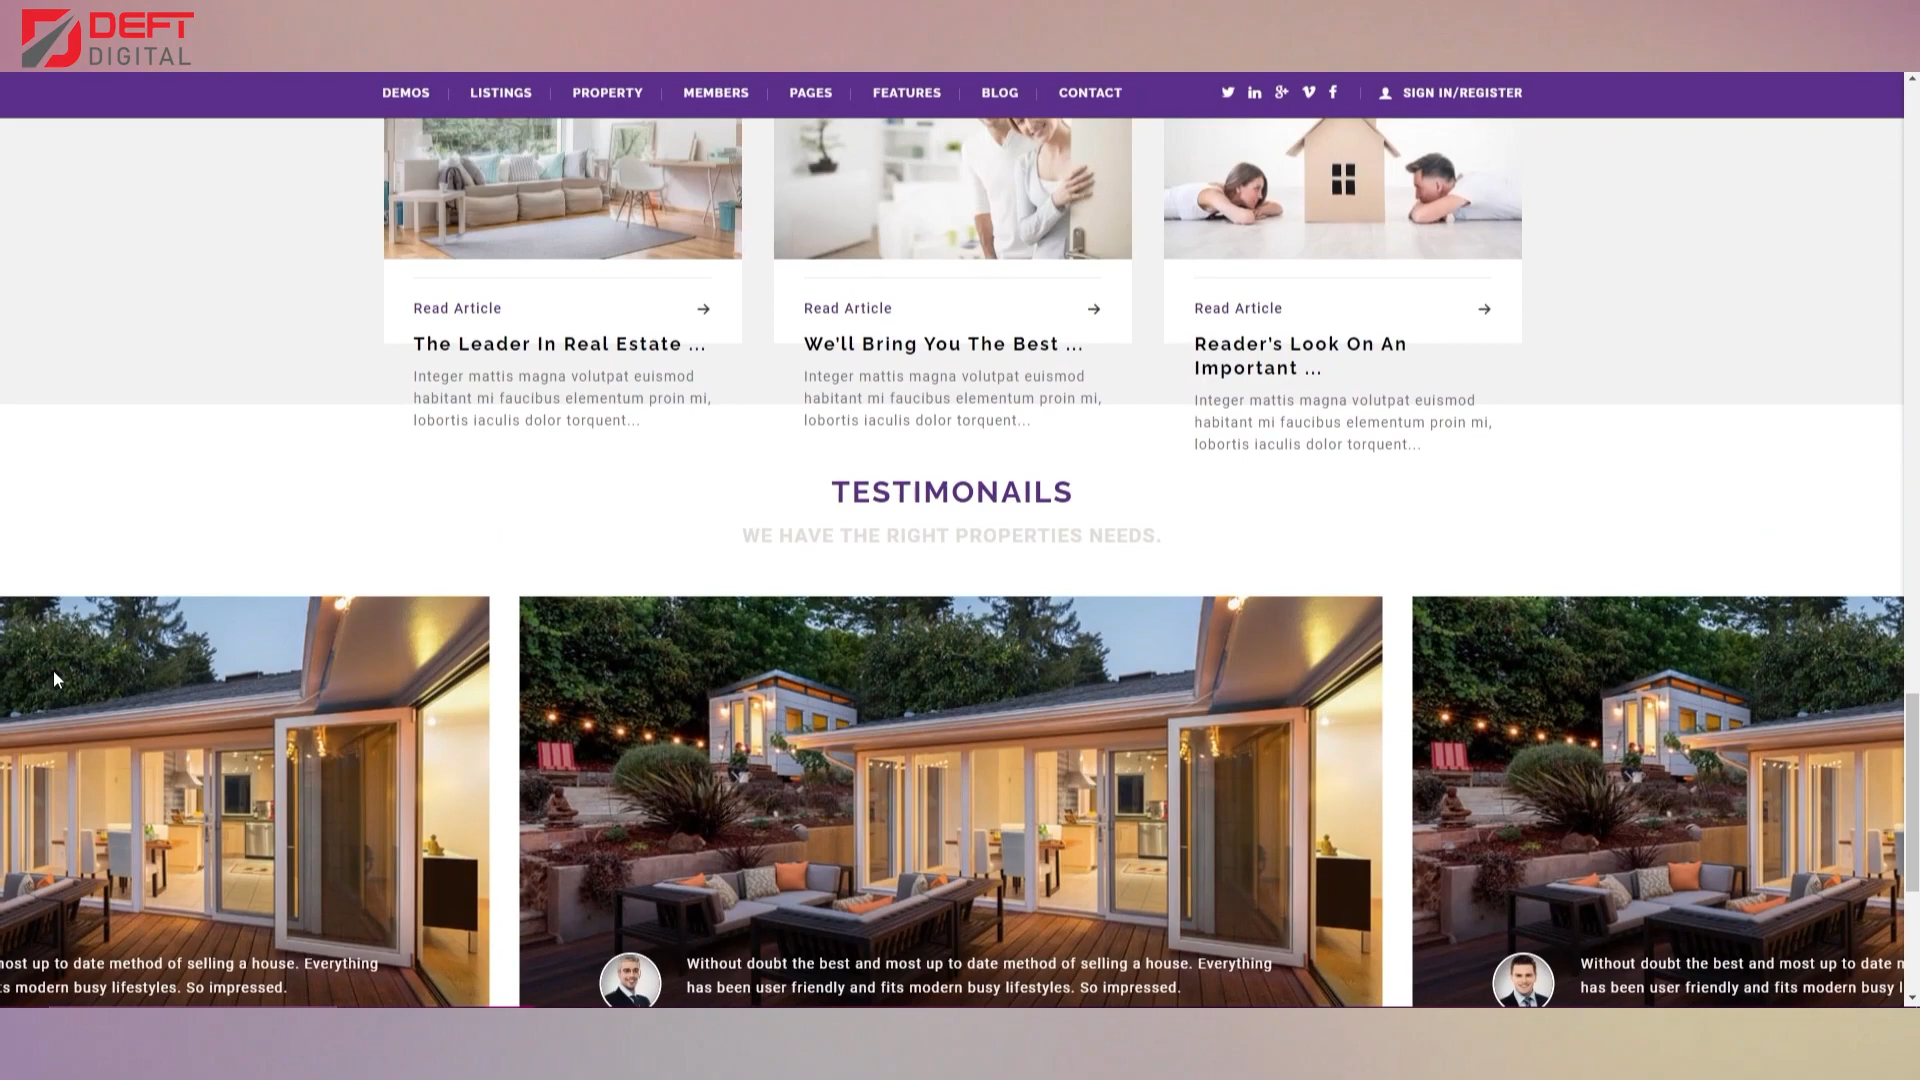 DEFT
DIGITAL
DEMOS LISTINGS PROPERTY MEMBERS PAGES FEATURES BLOG CONTACT SIGN IN/REGISTER
Read Article
The Leader In Real Estate ...
Integer mattis magna volutpat euismod
habitant mi faucibus elementum proin mi,
lobortis iaculis dolor torquent...
Read Article
We'll Bring You The Best ...
Integer mattis magna volutpat euismod
habitant mi faucibus elementum proin mi,
lobortis iaculis dolor torquent...
Read Article
Reader's Look On An
Important ...
Integer mattis magna volutpat euismod
habitant mi faucibus elementum proin mi,
lobortis iaculis dolor torquent...
TESTIMONAILS
WE HAVE THE RIGHT PROPERTIES NEEDS.
most up to date method of selling a house. Everything
s modern busy lifestyles. So impressed.
Without doubt the best and most up to date method of selling a house. Everything
has been user friendly and fits modern busy lifestyles. So impressed.
Without doubt the best and most up to date
has been user friendly and fits modern busy